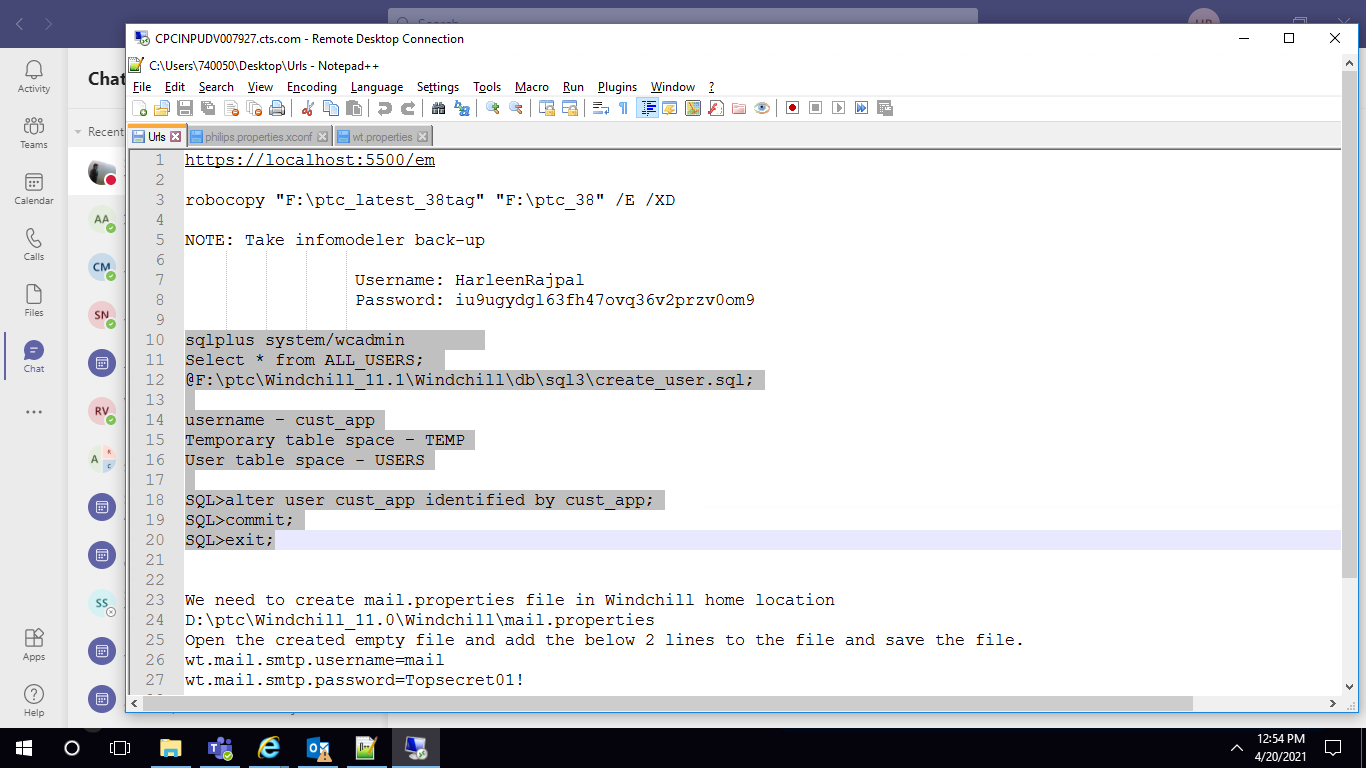 Search
HR
CPCINPUDV007927.cts.com - Remote Desktop Connection
C:\Users\740050\Desktop\Urls - Notepad++
File Edit Search View Encoding Language Settings Tools Macro Run Plugins Window ?
Urls philips.properties.xconf wt.properties
Activity
Teams
Calendar
Calls
Files
Chat
Apps
Help
Chat
Recent
AA
CM
SN
RV
A
R
C
SS
1 https://localhost:5500/em
2
3 robocopy "F:\ptc_latest_38tag" "F:\ptc_38" /E /XD
4
5 NOTE: Take infomodeler back-up
6
7 Username: HarleenRajpal
8 Password: iu9ugydgl63fh47ovq36v2przv0om9
9
10 sqlplus system/wcadmin
11 Select * from ALL_USERS;
12 @F:\ptc\Windchill_11.1\Windchill\db\sql3\create_user.sql;
13
14 username - cust_app
15 Temporary table space - TEMP
16 User table space - USERS
17
18 SQL>alter user cust_app identified by cust_app;
19 SQL>commit;
20 SQL>exit;
21
22
23 We need to create mail.properties file in Windchill home location
24 D:\ptc\Windchill_11.0\Windchill\mail.properties
25 Open the created empty file and add the below 2 lines to the file and save the file.
26 wt.mail.smtp.username=mail
27 wt.mail.smtp.password=Topsecret01!
12:54 PM
4/20/2021